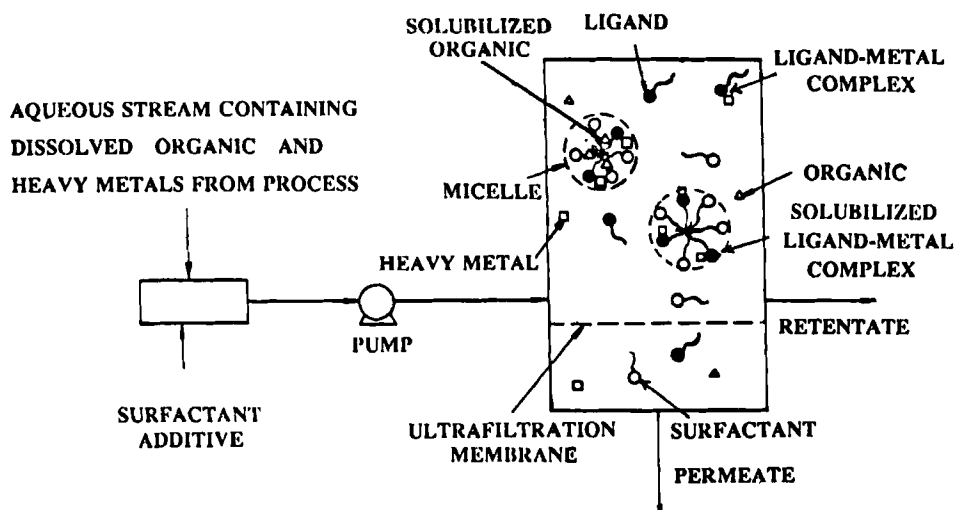 SOLUBILIZED
ORGANIC
LIGAND
LIGAND-METAL
COMPLEX
AQUEOUS STREAM CONTAINING
DISSOLVED ORGANIC AND
HEAVY METALS FROM PROCESS
MICELLE
ORGANIC
SOLUBILIZED
LIGAND-METAL
COMPLEX
HEAVY METAL
PUMP
RETENTATE
SURFACTANT
ADDITIVE
ULTRAFILTRATION
MEMBRANE
SURFACTANT
PERMEATE